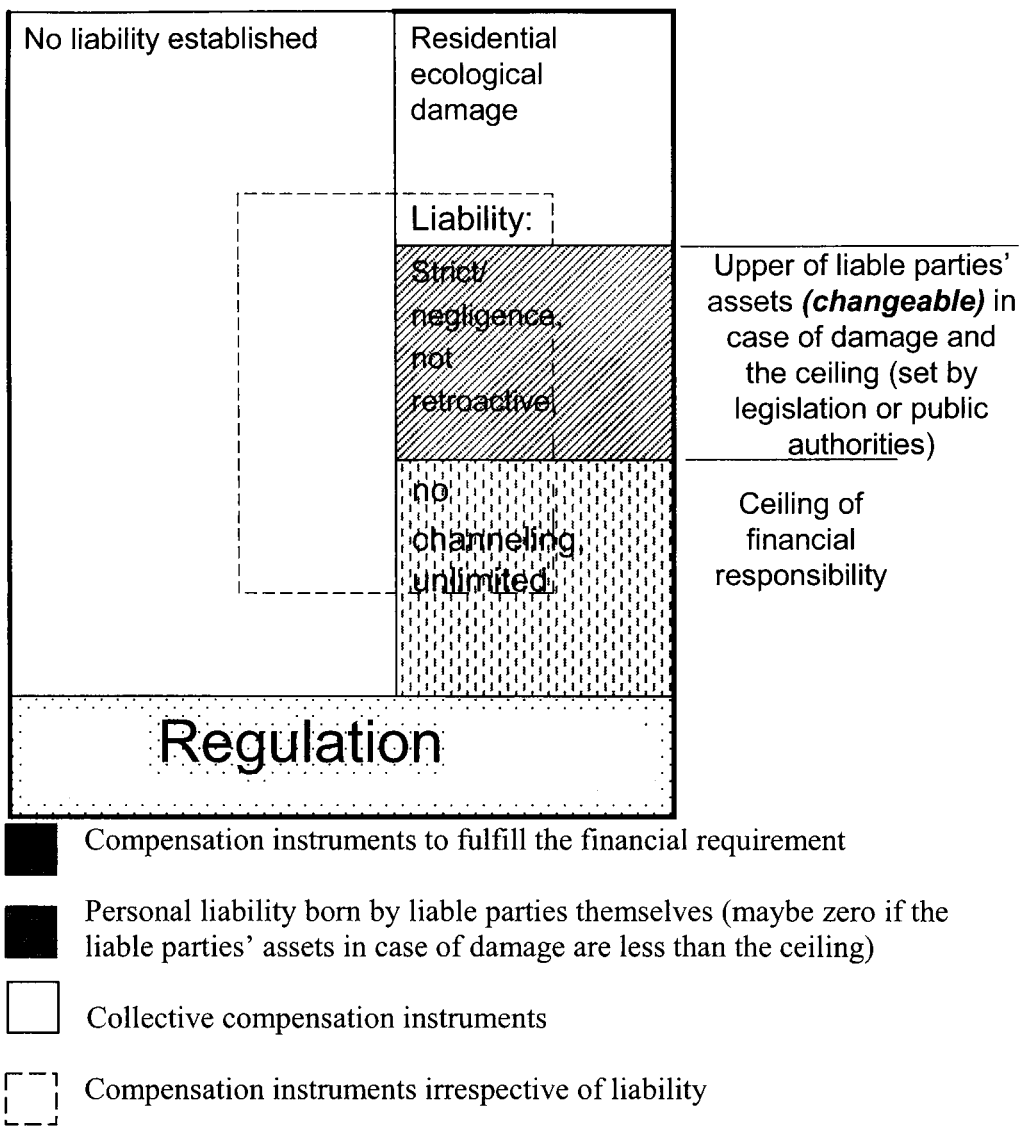 No liability established
Residential
ecological
damage
Liability:
Strict/
negligence,
not
retroactive,
no
channeling,
unlimited
Upper of liable parties’
assets (changeable) in
case of damage and
the ceiling (set by
legislation or public
authorities)
Ceiling of
financial
responsibility
Regulation
Compensation instruments to fulfill the financial requirement
Personal liability born by liable parties themselves (maybe zero if the
liable parties’ assets in case of damage are less than the ceiling)
Collective compensation instruments
Compensation instruments irrespective of liability